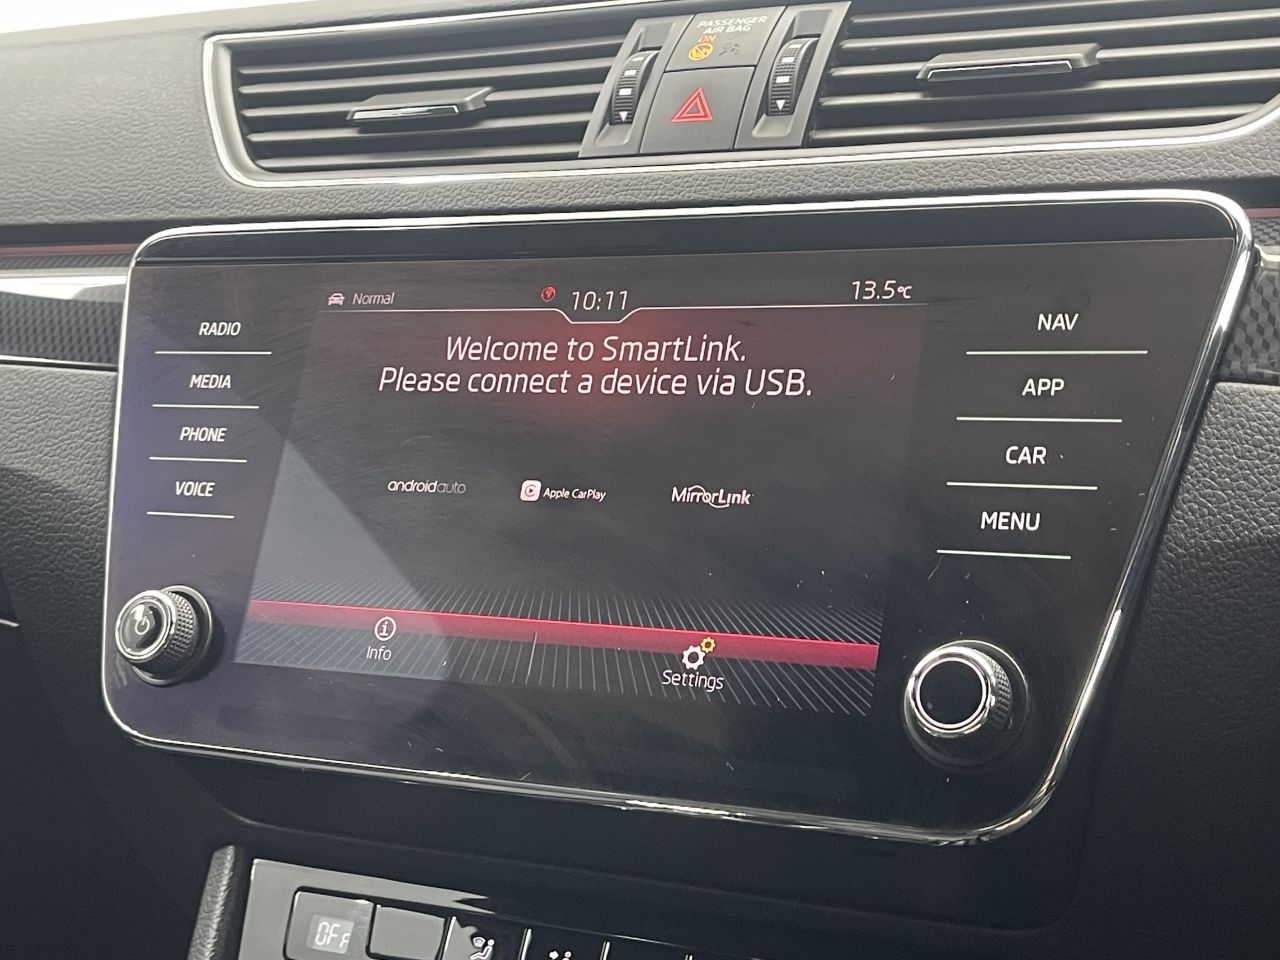 PASSENGER
AIR BAG
ON
Normal
10:11
13.5°C
RADIO
MEDIA
PHONE
VOICE
Welcome to SmartLink.
Please connect a device via USB.
androidauto
Apple CarPlay
MirrorLink
Info
Settings
NAV
APP
CAR
MENU
OFF